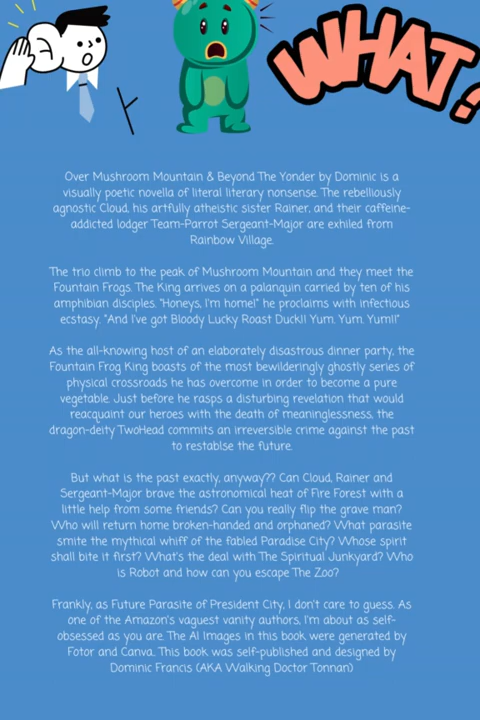 WHAT?
Over Mushroom Mountain & Beyond The Yonder by Dominic is a
visually poetic novella of literal literary nonsense. The rebelliously
agnostic Cloud, his artfully atheistic sister Rainer, and their caffeine-
addicted lodger Team-Parrot Sergeant-Major are exhiled from
Rainbow Village.
The trio climb to the peak of Mushroom Mountain and they meet the
Fountain Frogs. The King arrives on a palanquin carried by ten of his
amphibian disciples. "Honeys, I'm home!" he proclaims with infectious
ecstasy. "And I've got Bloody Lucky Roast Duck!! Yum. Yum. Yum!!"
As the all-knowing host of an elaborately disastrous dinner party, the
Fountain Frog King boasts of the most bewilderingly ghostly series of
physical crossroads he has overcome in order to become a pure
vegetable. Just before he rasps a disturbing revelation that would
reacquaint our heroes with the death of meaninglessness, the
dragon-deity TwoHead commits an irreversible crime against the past
to restablse the future.
But what is the past exactly, anyway?? Can Cloud, Rainer and
Sergeant-Major brave the astronomical heat of Fire Forest with a
little help from some friends? Can you really flip the grave man?
Who will return home broken-handed and orphaned? What parasite
smite the mythical whiff of the fabled Paradise City? Whose spirit
shall bite it first? What's the deal with The Spiritual Junkyard? Who
is Robot and how can you escape The Zoo?
Frankly, as Future Parasite of President City, I don't care to guess. As
one of the Amazon's vaguest vanity authors, I'm about as self-
obsessed as you are. The AI Images in this book were generated by
Fotor and Canva. This book was self-published and designed by
Dominic Francis (AKA Walking Doctor Tonnan)